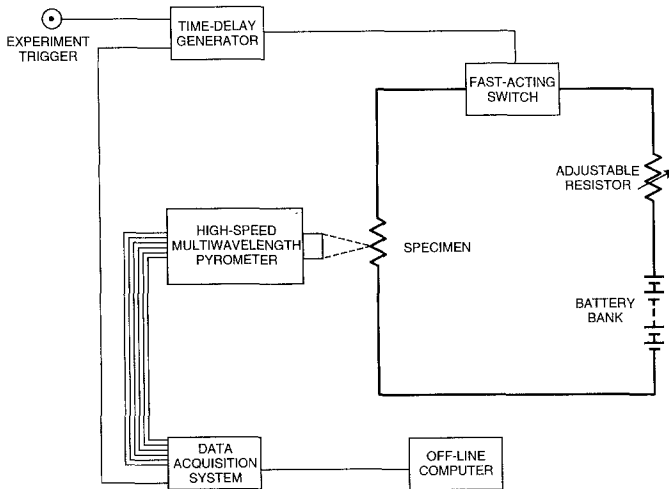 EXPERIMENT
TRIGGER
TIME-DELAY
GENERATOR
FAST-ACTING
SWITCH
ADJUSTABLE
RESISTOR
HIGH-SPEED
MULTIWAVELENGTH
PYROMETER
SPECIMEN
BATTERY
BANK
DATA
ACQUISITION
SYSTEM
OFF-LINE
COMPUTER